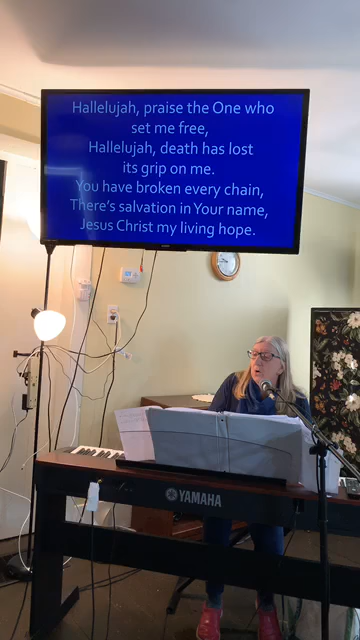 Hallelujah, praise the One who
set me free,
Hallelujah, death has lost
its grip on me.
You have broken every chain,
There's salvation in Your name,
Jesus Christ my living hope.
YAMAHA